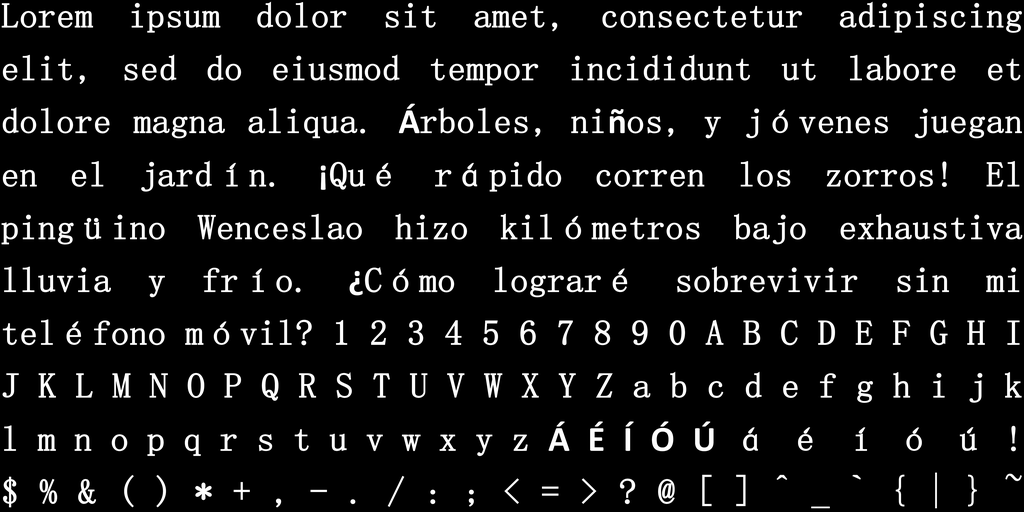 Lorem ipsum dolor sit amet, consectetur adipiscing
elit, sed do eiusmod tempor incididunt ut labore et
dolore magna aliqua. Árboles, niños, y jóvenes juegan
en el jardín. ¡Qué rápido corren los zorros! El
pingüino Wenceslao hizo kilómetros bajo exhaustiva
lluvia y frío. ¿Cómo lograré sobrevivir sin mi
teléfono móvil? 1 2 3 4 5 6 7 8 9 0 A B C D E F G H I
J K L M N O P Q R S T U V W X Y Z a b c d e f g h i j k
l m n o p q r s t u v w x y z Á É Í Ó Ú á é í ó ú !
$ % & ( ) * + , - . / : ; < = > ? @ [ ] ^ _ ` { | } ~